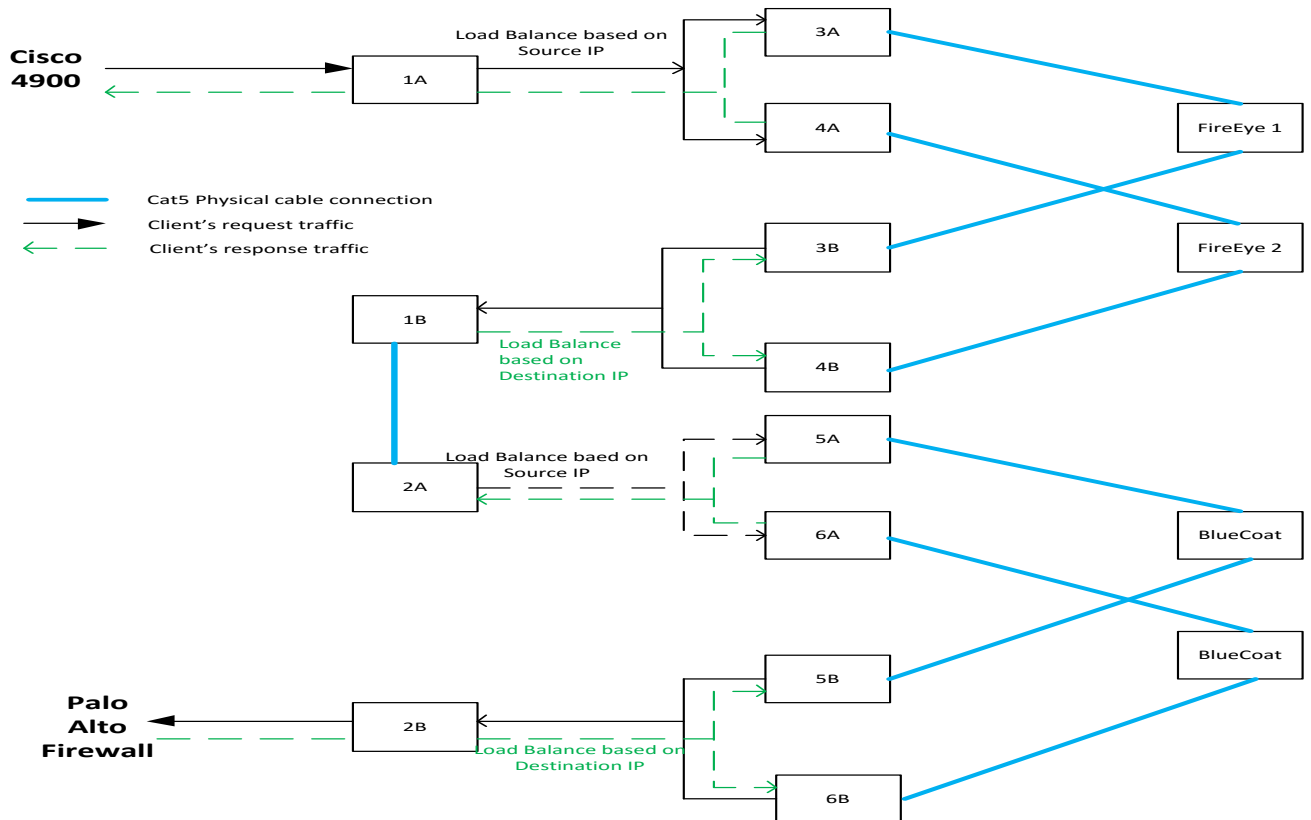 Load Balance based on
Source IP
3A
Cisco
4900
1A
4A
FireEye 1
Cat5 Physical cable connection
Client's request traffic
Client's response traffic
3B
FireEye 2
1B
Load Balance
based on
Destination IP
4B
5A
Load Balance baed on
Source IP
2A
6A
BlueCoat
BlueCoat
5B
Palo
Alto
Firewall
2B
Load Balance based on
Destination IP
6B